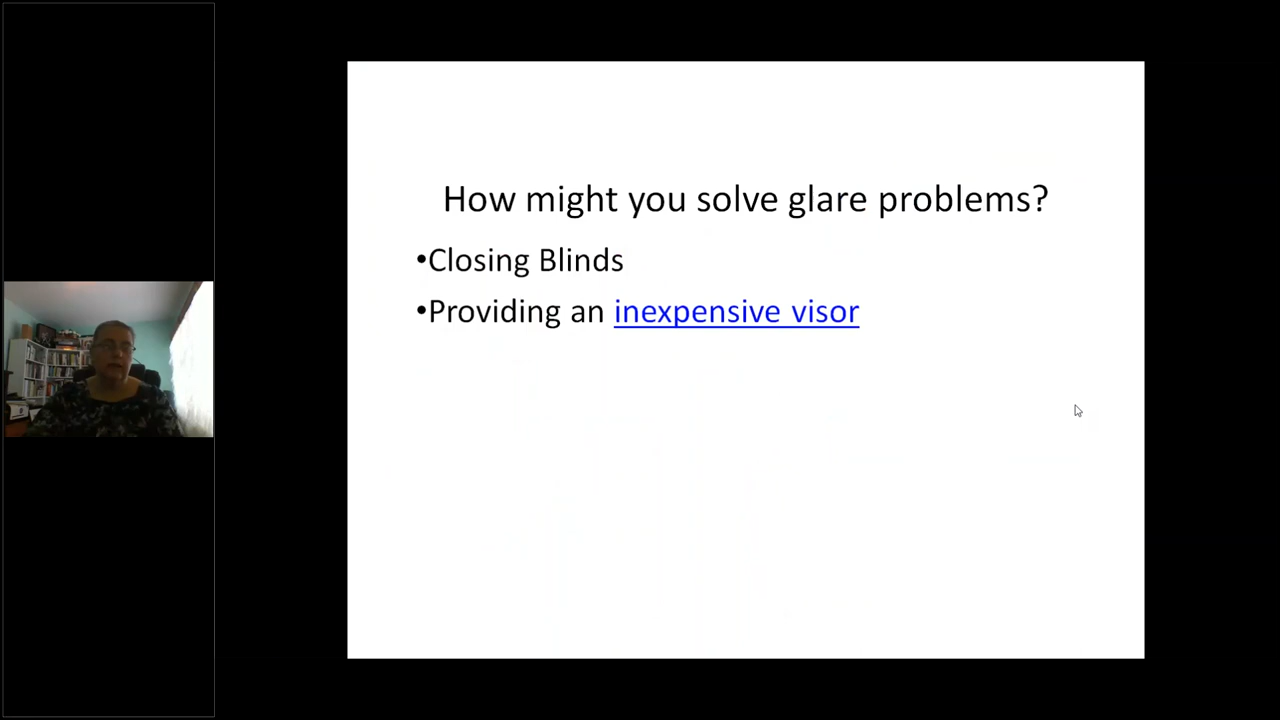 How might you solve glare problems?
•Closing Blinds
•Providing an inexpensive visor